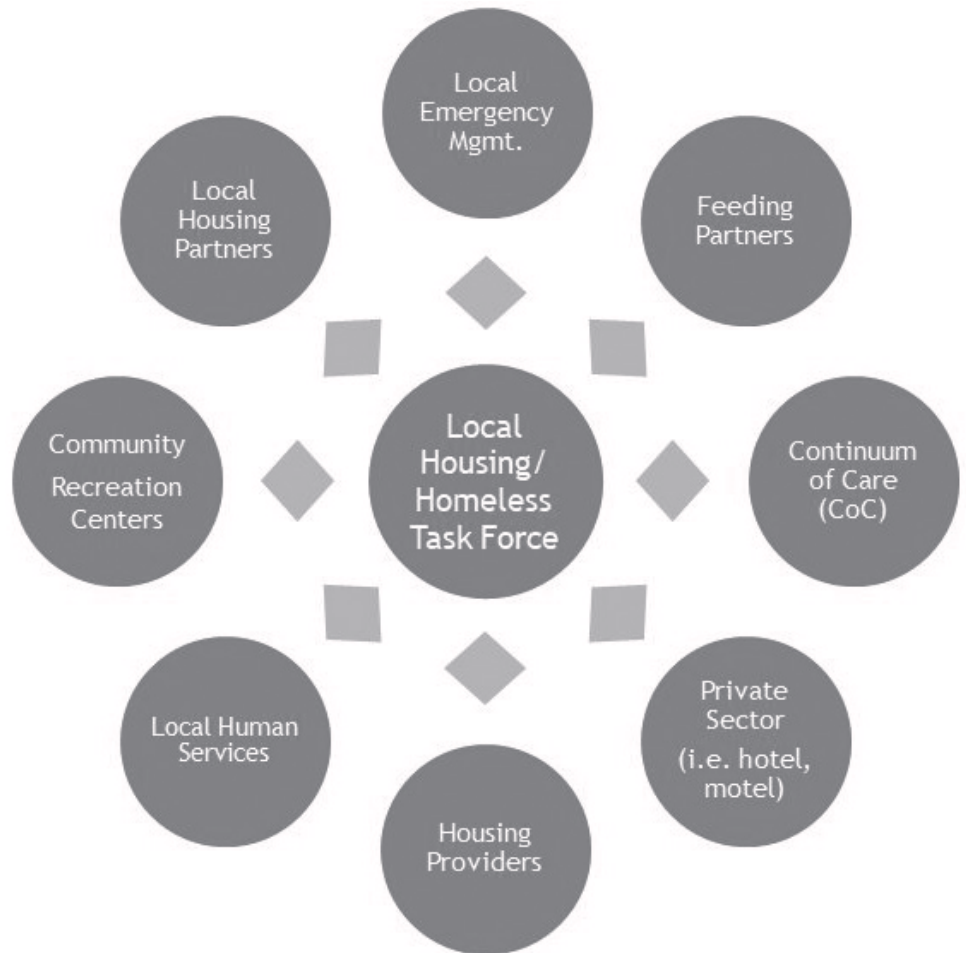 Local
Emergency
Mgmt.
Local
Housing
Partners
Feeding
Partners
Community
Recreation
Centers
Local
Housing/
Homeless
Task Force
Continuum
of Care
(CoC)
Local Human
Services
Private
Sector
(i.e. hotel,
motel)
Housing
Providers